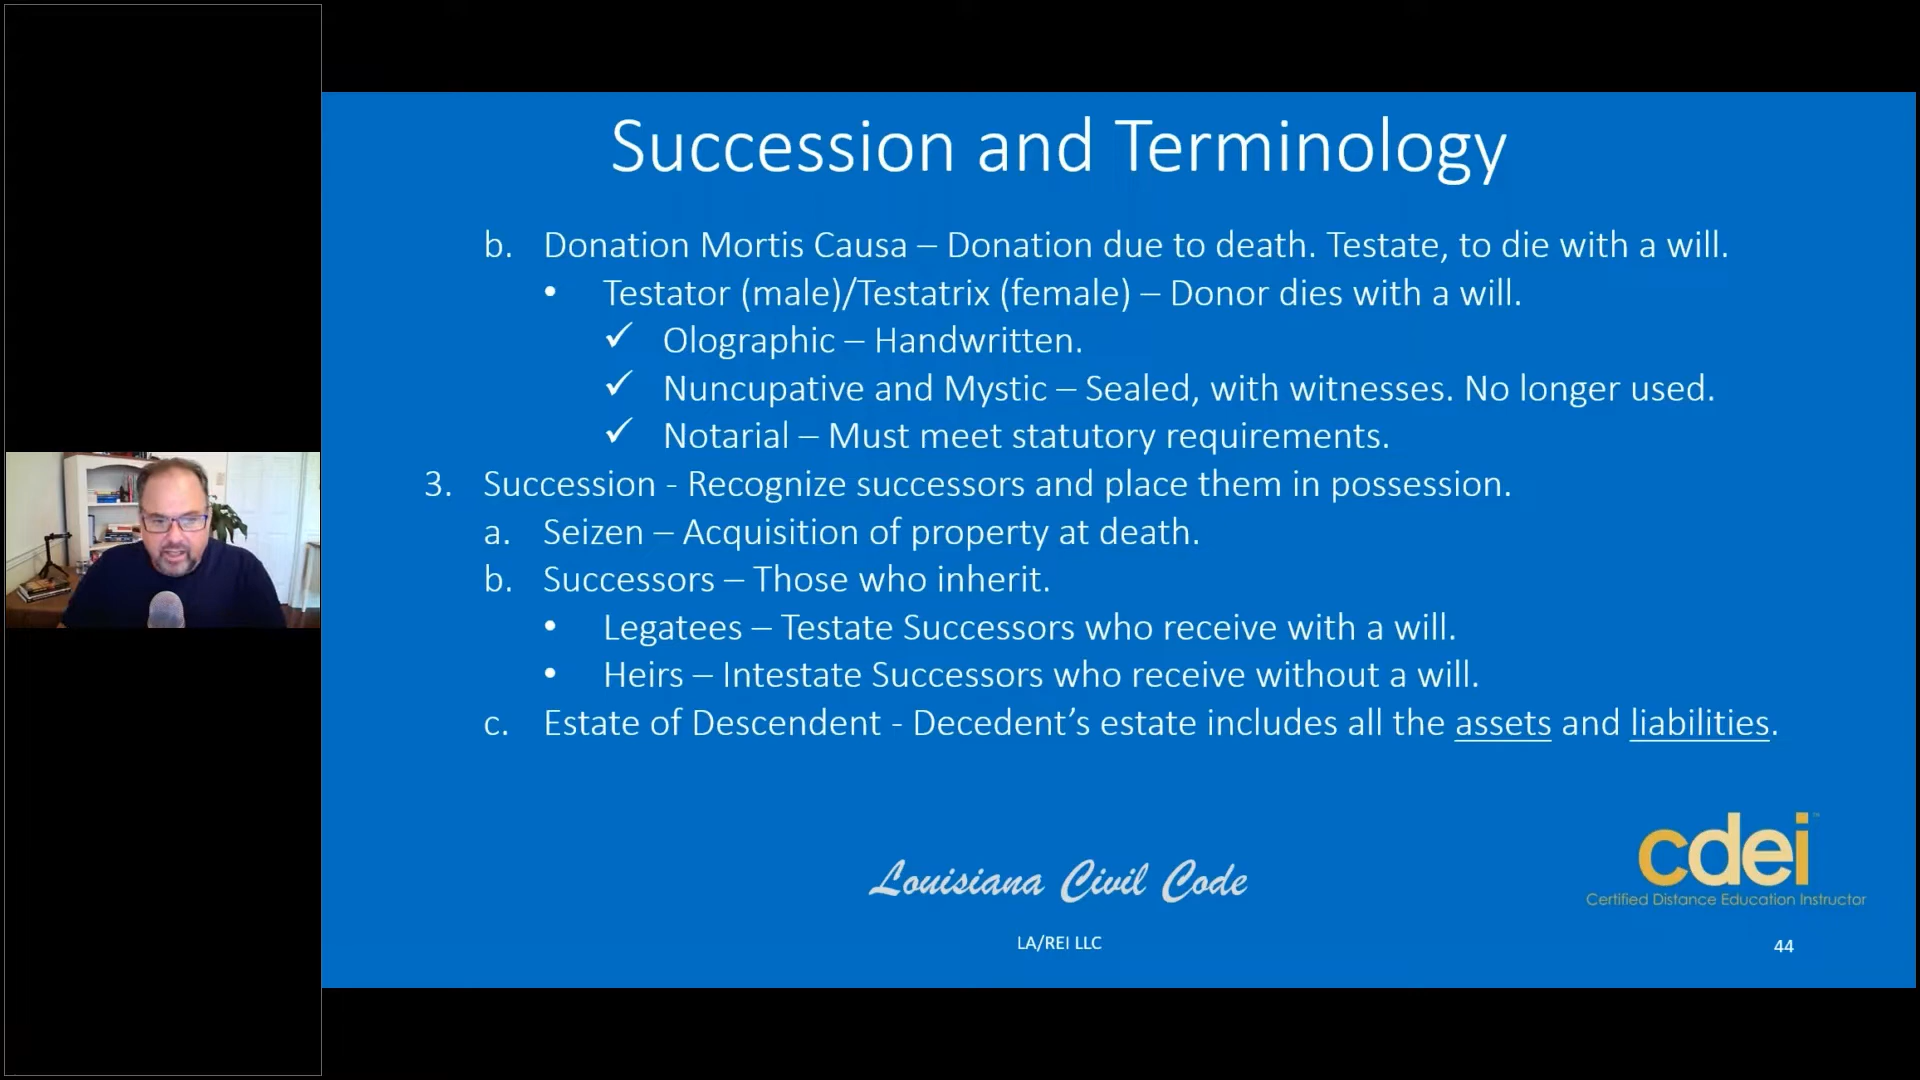 Succession and Terminology
b. Donation Mortis Causa – Donation due to death. Testate, to die with a will.
• Testator (male)/Testatrix (female) – Donor dies with a will.
✓ Olographic – Handwritten.
✓ Nuncupative and Mystic – Sealed, with witnesses. No longer used.
✓ Notarial – Must meet statutory requirements.
3. Succession - Recognize successors and place them in possession.
a. Seizen – Acquisition of property at death.
b. Successors – Those who inherit.
• Legatees – Testate Successors who receive with a will.
• Heirs – Intestate Successors who receive without a will.
c. Estate of Descendent - Decedent’s estate includes all the assets and liabilities.
Louisiana Civil Code
cdei
Certified Distance Education Instructor
LA/REI LLC
44